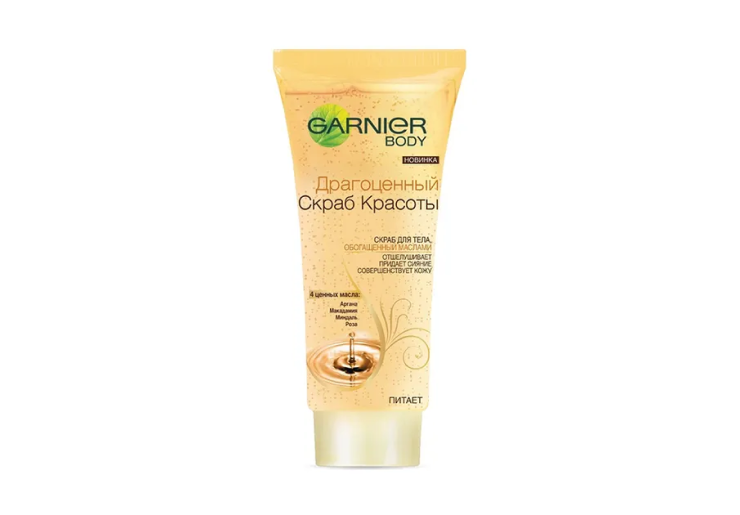 GARNIER
BODY
НОВИНКА
Драгоценный
Скраб Красоты
СКРАБ ДЛЯ ТЕЛА,
ОБОГАЩЕННЫЙ МАСЛАМИ
ОТШЕЛУШИВАЕТ
ПРИДАЕТ СИЯНИЕ
СОВЕРШЕНСТВУЕТ КОЖУ
4 ценных масла:
Аргана
Макадамия
Миндаль
Роза
ПИТАЕТ